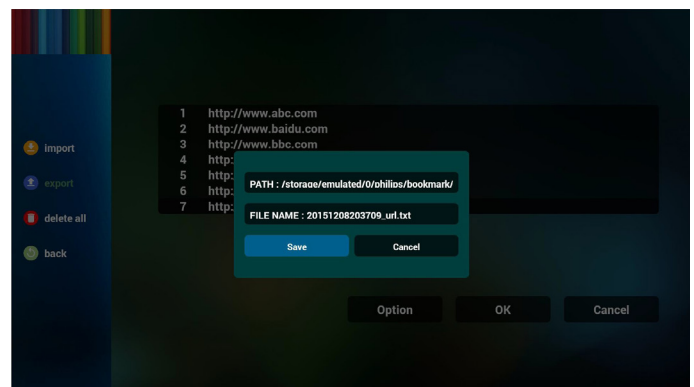 import
export
delete all
back
1 http://www.abc.com
2 http://www.baidu.com
3 http://www.bbc.com
4 http:
5 http:
6 http:
7 http:
PATH : /storage/emulated/0/philips/bookmark/
FILE NAME : 20151208203709_url.txt
Save Cancel
Option OK Cancel